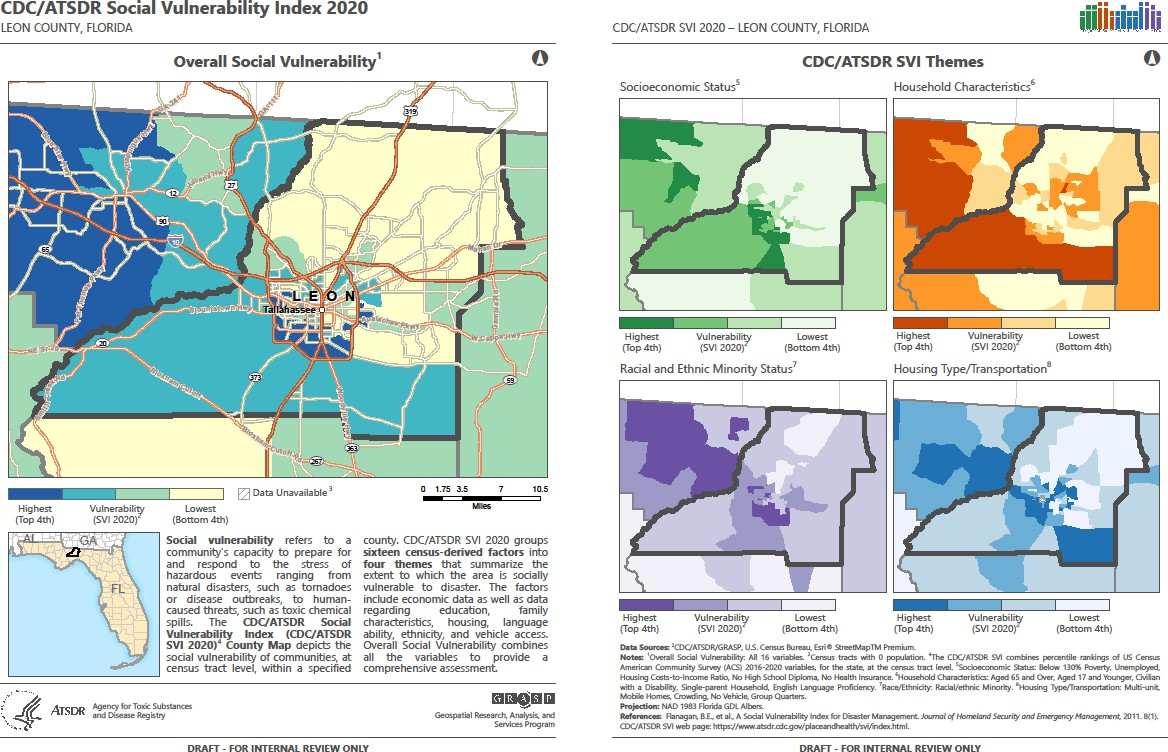 CDC/ATSDR Social Vulnerability Index 2020
LEON COUNTY, FLORIDA
Overall Social Vulnerability1
319
27
12
90
10
65
Mahan Dr
LEON
Tallahassee
Apalachee Pkwy
W Capps Hwy
20
373
59
363
267
Bloxham Cutoff Rd
Highest
(Top 4th)
Vulnerability
(SVI 2020)2
Lowest
(Bottom 4th)
Data Unavailable3
0 1.75 3.5 7 10.5
Miles
AL
GA
FL
Social vulnerability refers to a
community's capacity to prepare for
and respond to the stress of
hazardous events ranging from
natural disasters, such as tornadoes
or disease outbreaks, to human-
caused threats, such as toxic chemical
spills. The CDC/ATSDR Social
Vulnerability Index (CDC/ATSDR
SVI 2020)4 County Map depicts the
social vulnerability of communities, at
census tract level, within a specified
county. CDC/ATSDR SVI 2020 groups
sixteen census-derived factors into
four themes that summarize the
extent to which the area is socially
vulnerable to disaster. The factors
include economic data as well as data
regarding education, family
characteristics, housing, language
ability, ethnicity, and vehicle access.
Overall Social Vulnerability combines
all the variables to provide a
comprehensive assessment.
ATSDR
Agency for Toxic Substances
and Disease Registry
GRASP
Geospatial Research, Analysis, and
Services Program
DRAFT - FOR INTERNAL REVIEW ONLY
CDC/ATSDR SVI 2020 – LEON COUNTY, FLORIDA
CDC/ATSDR SVI Themes
Socioeconomic Status5
Highest
(Top 4th)
Vulnerability
(SVI 2020)2
Lowest
(Bottom 4th)
Household Characteristics6
Highest
(Top 4th)
Vulnerability
(SVI 2020)2
Lowest
(Bottom 4th)
Racial and Ethnic Minority Status7
Highest
(Top 4th)
Vulnerability
(SVI 2020)2
Lowest
(Bottom 4th)
Housing Type/Transportation8
Highest
(Top 4th)
Vulnerability
(SVI 2020)2
Lowest
(Bottom 4th)
Data Sources: 2CDC/ATSDR/GRASP, U.S. Census Bureau, Esri® StreetMapTM Premium.
Notes: 1Overall Social Vulnerability: All 16 variables. 3Census tracts with 0 population. 4The CDC/ATSDR SVI combines percentile rankings of US Census
American Community Survey (ACS) 2016-2020 variables, for the state, at the census tract level. 5Socioeconomic Status: Below 130% Poverty, Unemployed,
Housing Costs-to-Income Ratio, No High School Diploma, No Health Insurance. 6Household Characteristics: Aged 65 and Over, Aged 17 and Younger, Civilian
with a Disability, Single-parent Household, English Language Proficiency. 7Race/Ethnicity: Racial/ethnic Minority. 8Housing Type/Transportation: Multi-unit,
Mobile Homes, Crowding, No Vehicle, Group Quarters.
Projection: NAD 1983 Florida GDL Albers.
References: Flanagan, B.E., et al., A Social Vulnerability Index for Disaster Management. Journal of Homeland Security and Emergency Management, 2011. 8(1).
CDC/ATSDR SVI web page: https://www.atsdr.cdc.gov/placeandhealth/svi/index.html.
DRAFT - FOR INTERNAL REVIEW ONLY